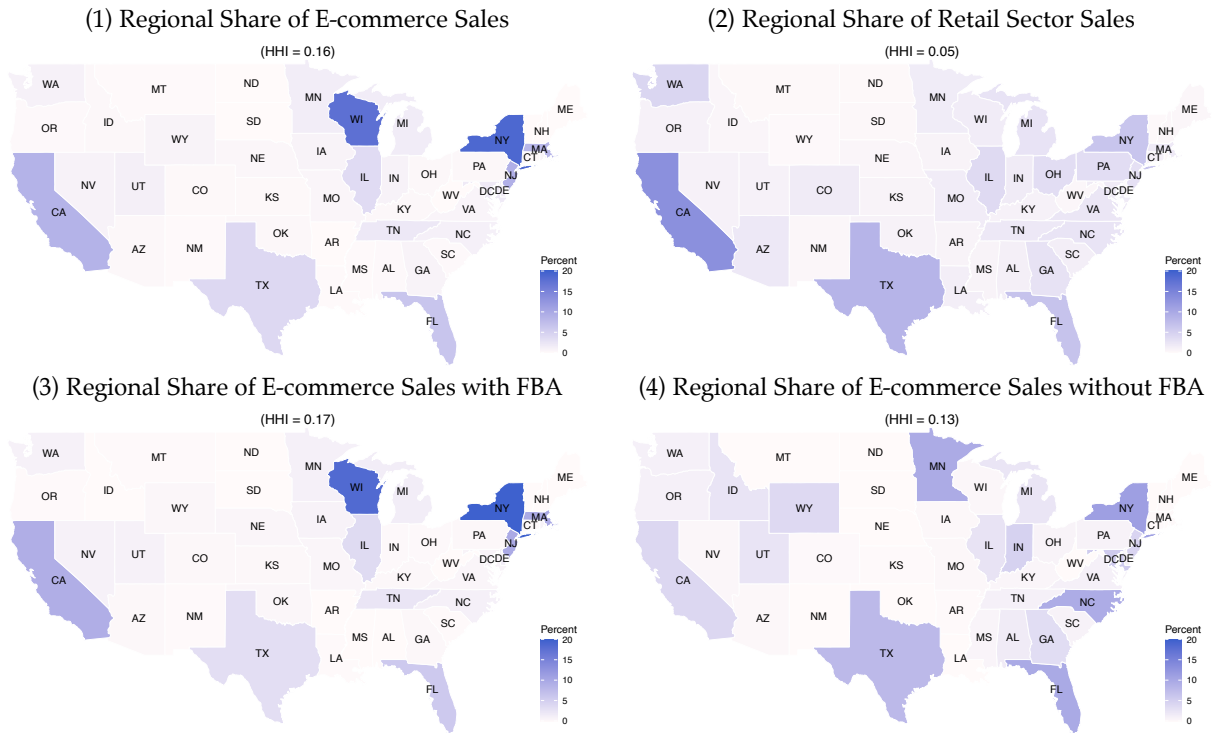 (1) Regional Share of E-commerce Sales
(HHI = 0.16)
WA
MT
ND
MN
ME
OR
ID
SD
WI
MI
NH
NY
WY
MA
IA
CT
NE
PA
NJ
NV
UT
CO
IL
IN
OH
DC
DE
CA
KS
MO
WV
KY
VA
TN
NC
AZ
NM
OK
AR
SC
MS
AL
GA
TX
LA
FL
Percent
20
15
10
5
0
(2) Regional Share of Retail Sector Sales
(HHI = 0.05)
WA
MT
ND
MN
ME
OR
ID
SD
WI
MI
NH
NY
WY
MA
IA
CT
NE
PA
NJ
NV
UT
CO
IL
IN
OH
DC
DE
CA
KS
MO
WV
KY
VA
TN
NC
AZ
NM
OK
AR
SC
MS
AL
GA
TX
LA
FL
Percent
20
15
10
5
0
(3) Regional Share of E-commerce Sales with FBA
(HHI = 0.17)
WA
MT
ND
MN
ME
OR
ID
SD
WI
MI
NH
NY
WY
MA
IA
CT
NE
PA
NJ
NV
UT
CO
IL
IN
OH
DC
DE
CA
KS
MO
WV
KY
VA
TN
NC
AZ
NM
OK
AR
SC
MS
AL
GA
TX
LA
FL
Percent
20
15
10
5
0
(4) Regional Share of E-commerce Sales without FBA
(HHI = 0.13)
WA
MT
ND
MN
ME
OR
ID
SD
WI
MI
NH
NY
WY
MA
IA
CT
NE
PA
NJ
NV
UT
CO
IL
IN
OH
DC
DE
CA
KS
MO
WV
KY
VA
TN
NC
AZ
NM
OK
AR
SC
MS
AL
GA
TX
LA
FL
Percent
20
15
10
5
0